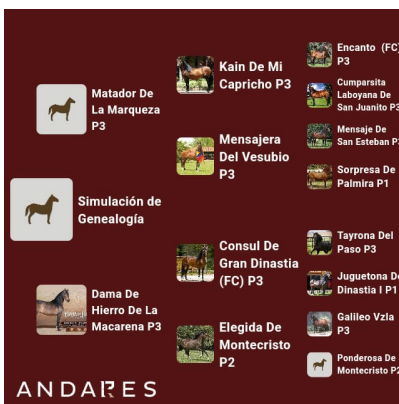 Matador De
La Marqueza
P3
Simulación de
Genealogía
Dama De
Hierro De La
Macarena P3
Kain De Mi
Capricho P3
Mensajera
Del Vesubio
P3
Consul De
Gran Dinastia
(FC) P3
Elegida De
Montecristo
P2
Encanto (FC)
P3
Cumparsita
Laboyana De
San Juanito P3
Mensaje De
San Esteban P
Sorpresa De
Palmira P1
Tayrona Del
Paso P3
Juguetona De
Dinastia I P1
Galileo Vzla
P3
Ponderosa De
Montecristo P2
ANDARES